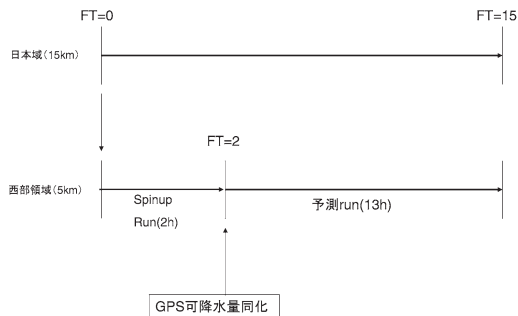 FT=0
FT=15
日本域(15km)
FT=2
西部領域(5km)
Spinup
Run(2h)
予測run(13h)
GPS可降水量同化